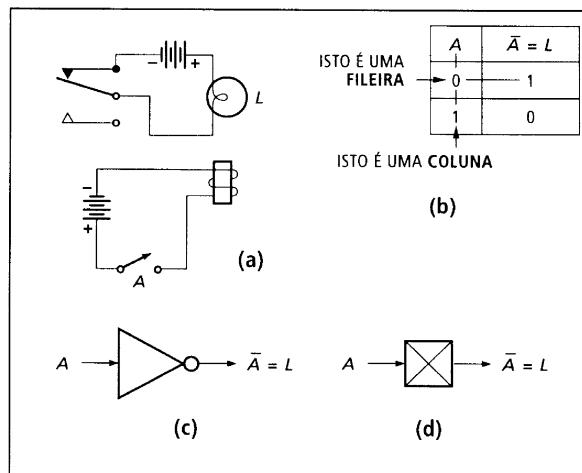 − +
L
−
+
A
(a)
ISTO É UMA
FILEIRA
A Ā = L
0 1
1 0
ISTO É UMA COLUNA
(b)
A Ā = L
(c)
A Ā = L
(d)